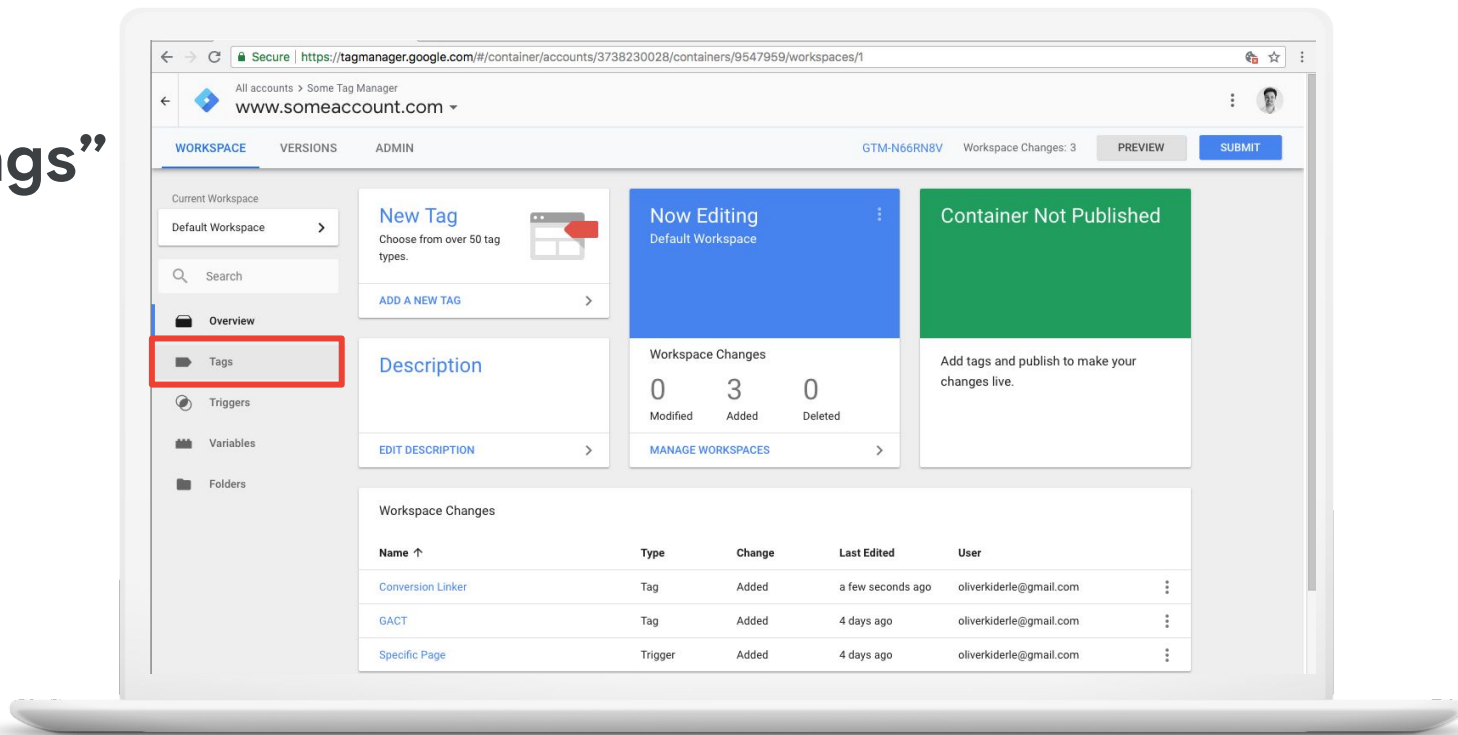 ngs”
Secure | https://tagmanager.google.com/#/container/accounts/3738230028/containers/9547959/workspaces/1
All accounts > Some Tag Manager
www.someaccount.com
WORKSPACE VERSIONS ADMIN GTM-N66RN8V Workspace Changes: 3 PREVIEW SUBMIT
Current Workspace
Default Workspace
Search
Overview
Tags
Triggers
Variables
Folders
New Tag
Choose from over 50 tag
types.
ADD A NEW TAG
Now Editing
Default Workspace
Container Not Published
Description
EDIT DESCRIPTION
Workspace Changes
0 3 0
Modified Added Deleted
MANAGE WORKSPACES
Add tags and publish to make your
changes live.
Workspace Changes
Name ↑ Type Change Last Edited User
Conversion Linker Tag Added a few seconds ago oliverkiderle@gmail.com
GACT Tag Added 4 days ago oliverkiderle@gmail.com
Specific Page Trigger Added 4 days ago oliverkiderle@gmail.com